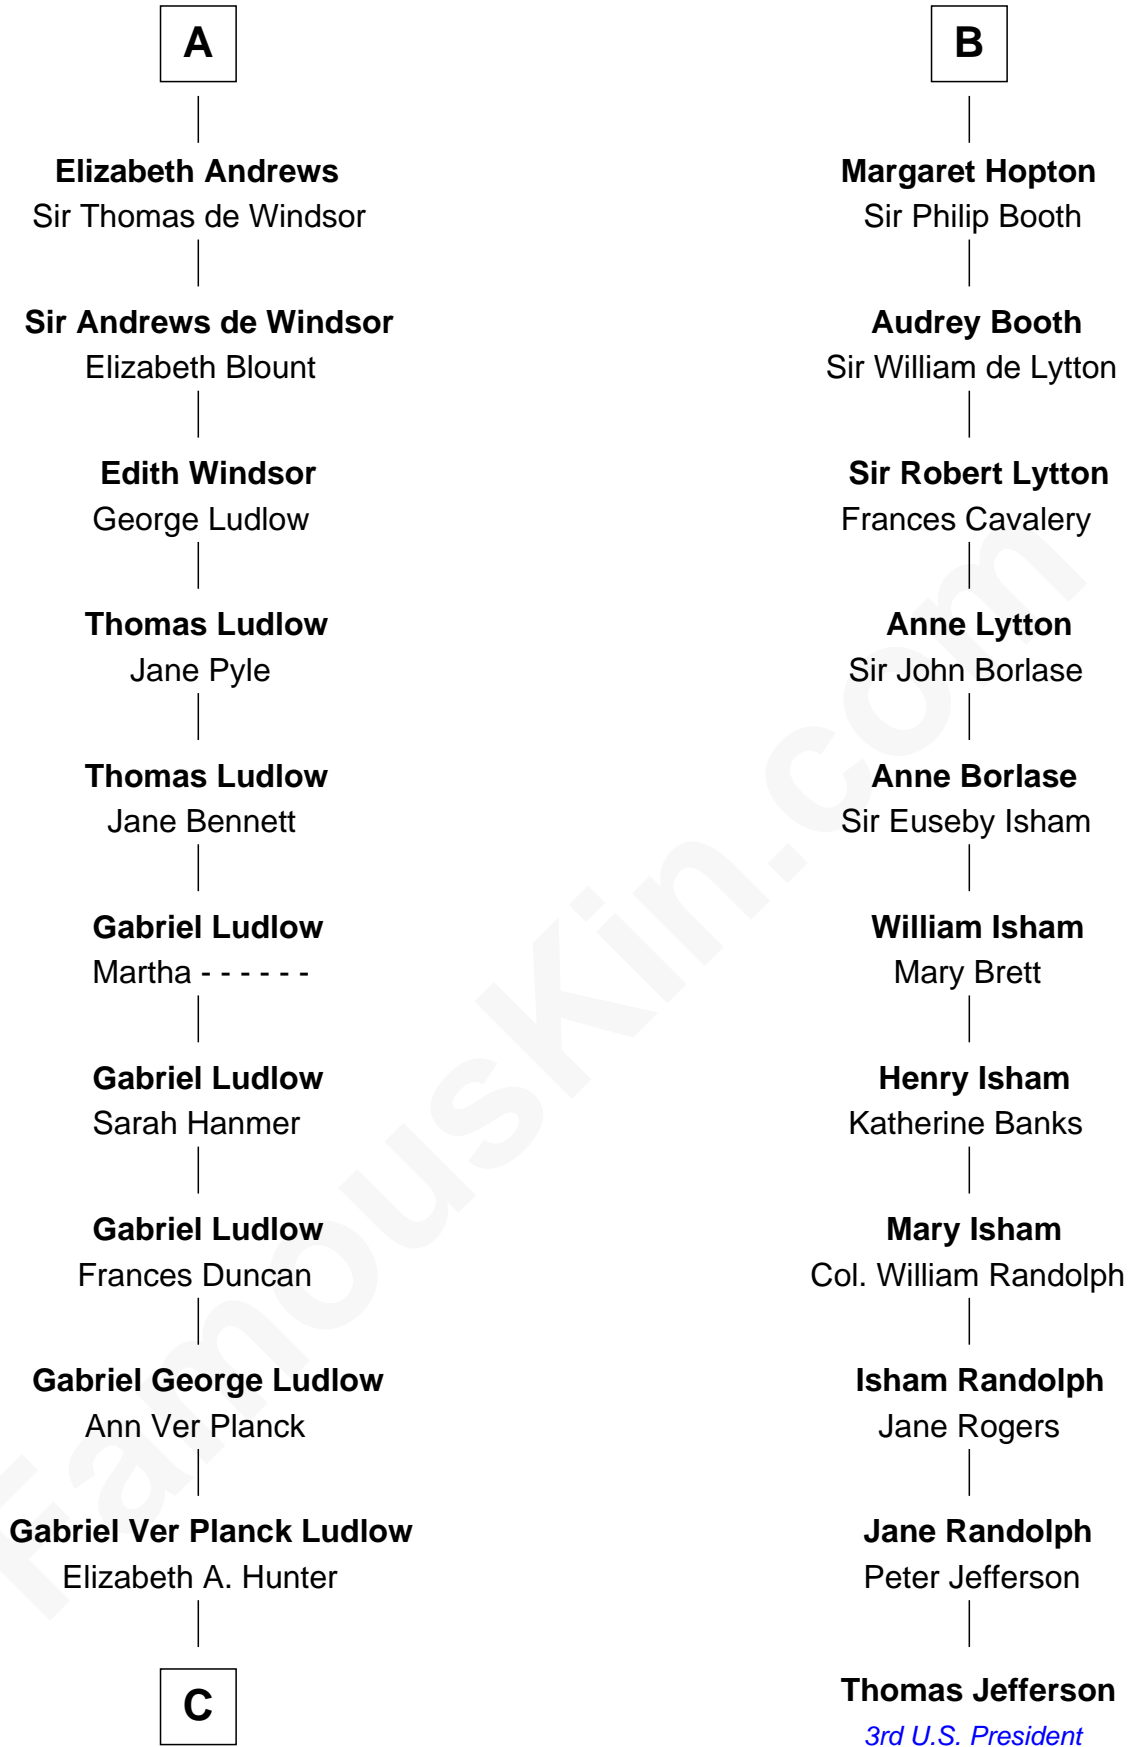 A
Elizabeth Andrews
Sir Thomas de Windsor
Sir Andrews de Windsor
Elizabeth Blount
Edith Windsor
George Ludlow
Thomas Ludlow
Jane Pyle
Thomas Ludlow
Jane Bennett
Gabriel Ludlow
Martha - - - - - -
Gabriel Ludlow
Sarah Hanmer
Gabriel Ludlow
Frances Duncan
Gabriel George Ludlow
Ann Ver Planck
Gabriel Ver Planck Ludlow
Elizabeth A. Hunter
C
B
Margaret Hopton
Sir Philip Booth
Audrey Booth
Sir William de Lytton
Sir Robert Lytton
Frances Cavalery
Anne Lytton
Sir John Borlase
Anne Borlase
Sir Euseby Isham
William Isham
Mary Brett
Henry Isham
Katherine Banks
Mary Isham
Col. William Randolph
Isham Randolph
Jane Rogers
Jane Randolph
Peter Jefferson
Thomas Jefferson
3rd U.S. President
FamousKin.com